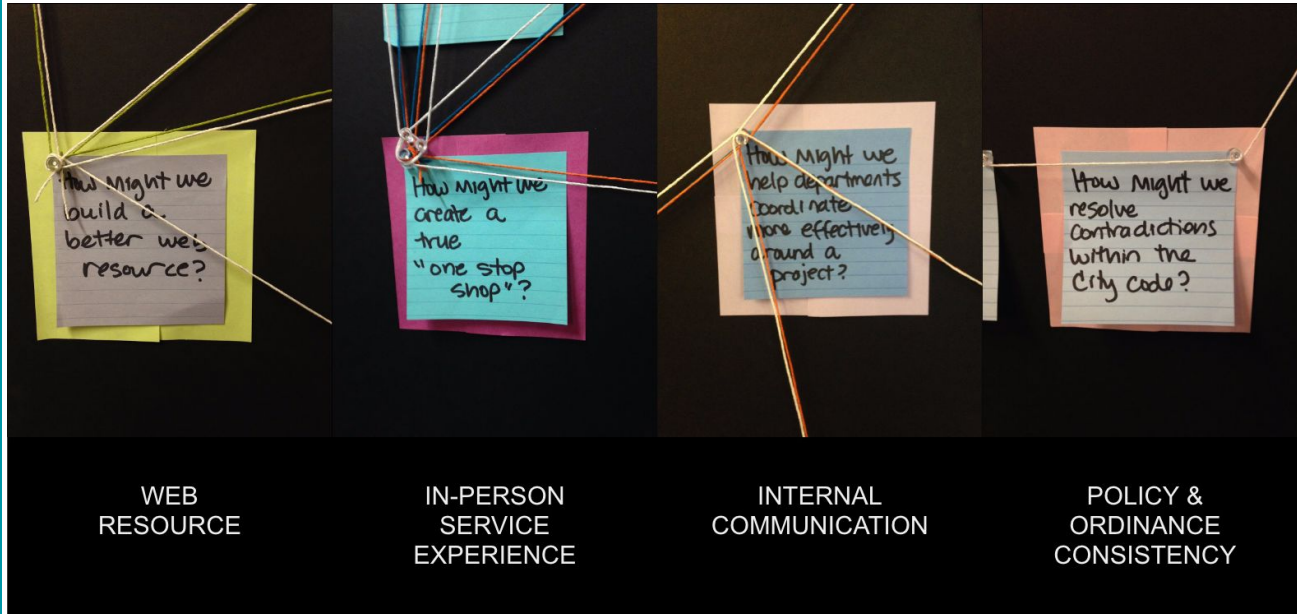 How Might we
build a
better web
resource?
How Might we
create a
true
"one stop
shop"?
How Might we
help departments
coordinate
more effectively
around a
project?
How Might we
resolve
contradictions
within the
City Code?
WEB
RESOURCE
IN-PERSON
SERVICE
EXPERIENCE
INTERNAL
COMMUNICATION
POLICY &
ORDINANCE
CONSISTENCY